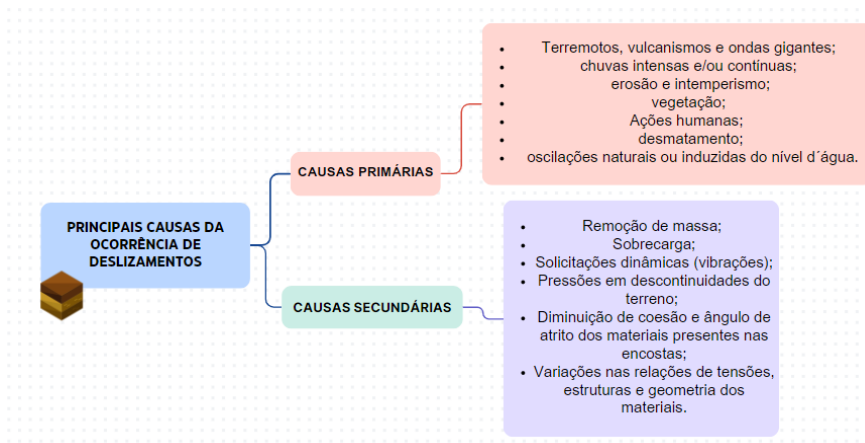 PRINCIPAIS CAUSAS DA
OCORRÊNCIA DE
DESLIZAMENTOS
CAUSAS PRIMÁRIAS
• Terremotos, vulcanismos e ondas gigantes;
• chuvas intensas e/ou contínuas;
• erosão e intemperismo;
• vegetação;
• Ações humanas;
• desmatamento;
• oscilações naturais ou induzidas do nível d´água.
CAUSAS SECUNDÁRIAS
• Remoção de massa;
• Sobrecarga;
• Solicitações dinâmicas (vibrações);
• Pressões em descontinuidades do
terreno;
• Diminuição de coesão e ângulo de
atrito dos materiais presentes nas
encostas;
• Variações nas relações de tensões,
estruturas e geometria dos
materiais.